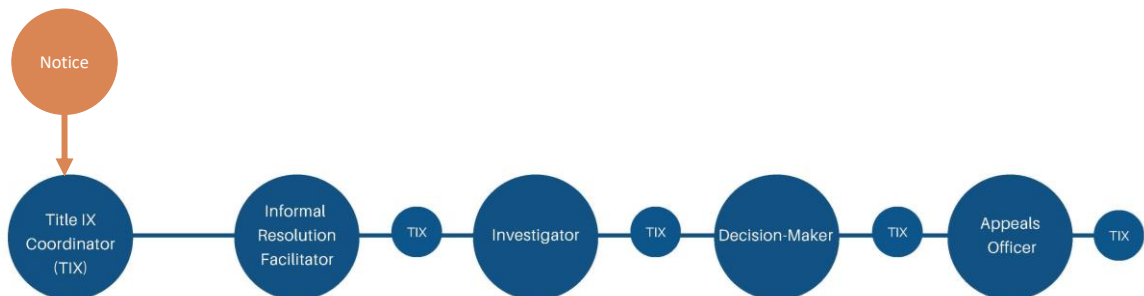 Notice
Title IX
Coordinator
(TIX)
Informal
Resolution
Facilitator
TIX
Investigator
TIX
Decision-Maker
TIX
Appeals
Officer
TIX